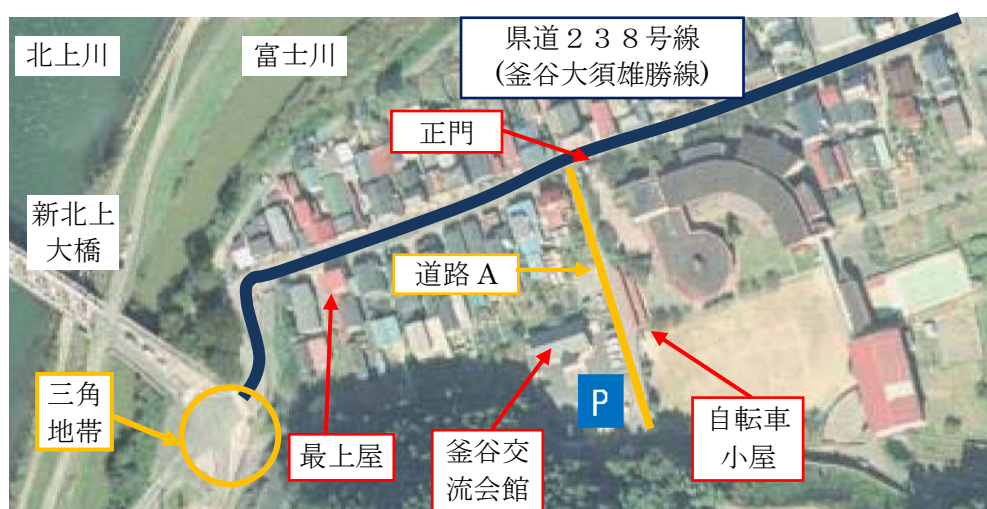 北上川
富士川
県道２３８号線
(釜谷大須雄勝線)
正門
新北上
大橋
道路 A
三角
地帯
最上屋
釜谷交
流会館
P
自転車
小屋